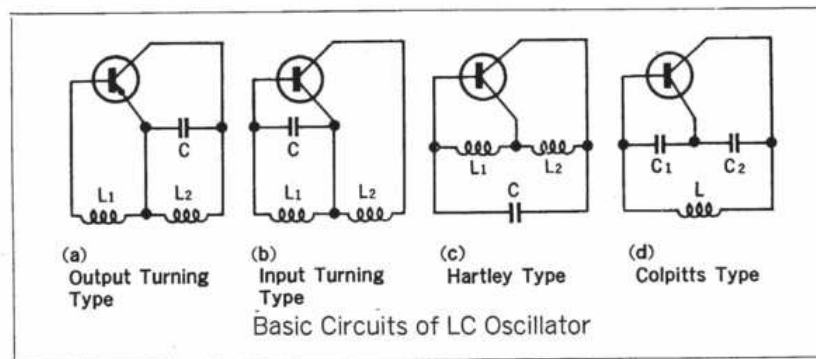 C
L1
L2
(a)
Output Turning
Type
C
L1
L2
(b)
Input Turning
Type
L1
L2
C
(c)
Hartley Type
C1
C2
L
(d)
Colpitts Type
Basic Circuits of LC Oscillator